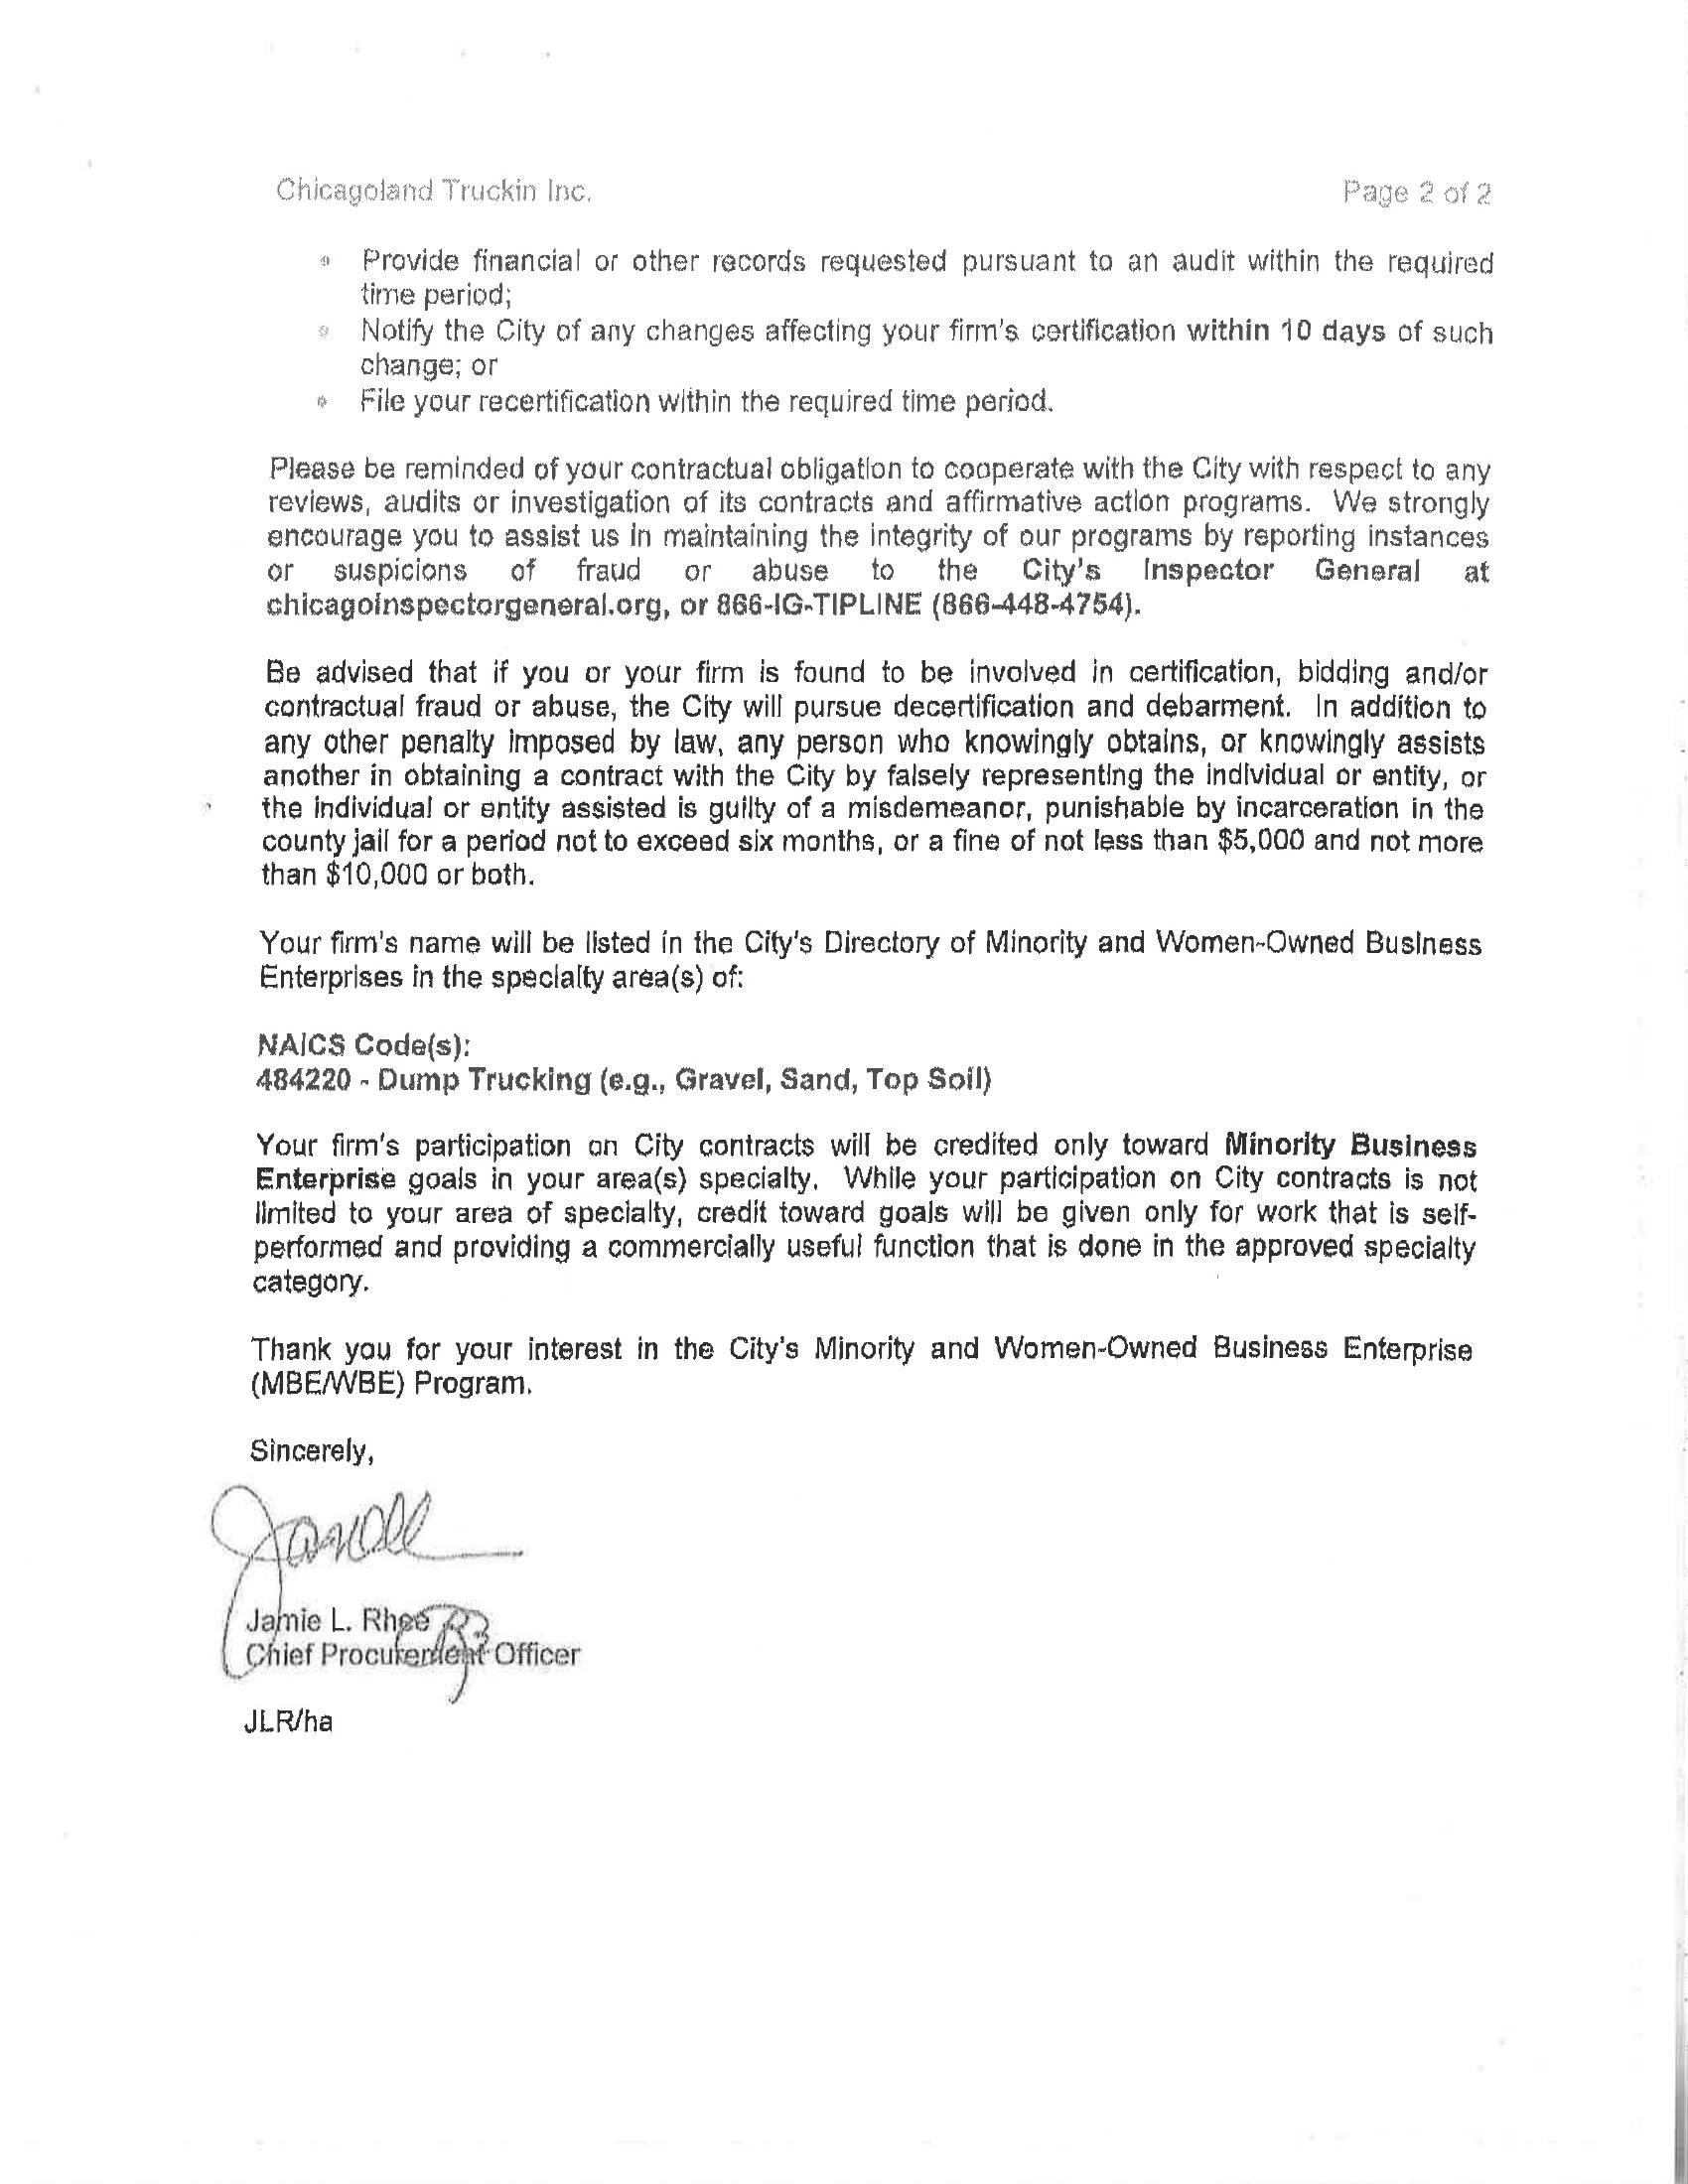 Chicagoland Truckin Inc. Page 2 of 2
• Provide financial or other records requested pursuant to an audit within the required
time period;
• Notify the City of any changes affecting your firm's certification within 10 days of such
change; or
• File your recertification within the required time period.
Please be reminded of your contractual obligation to cooperate with the City with respect to any
reviews, audits or investigation of its contracts and affirmative action programs. We strongly
encourage you to assist us in maintaining the integrity of our programs by reporting instances
or suspicions of fraud or abuse to the City's Inspector General at
chicagoinspectorgeneral.org, or 866-IG-TIPLINE (866-448-4754).
Be advised that if you or your firm is found to be involved in certification, bidding and/or
contractual fraud or abuse, the City will pursue decertification and debarment. In addition to
any other penalty imposed by law, any person who knowingly obtains, or knowingly assists
another in obtaining a contract with the City by falsely representing the individual or entity, or
the individual or entity assisted is guilty of a misdemeanor, punishable by incarceration in the
county jail for a period not to exceed six months, or a fine of not less than $5,000 and not more
than $10,000 or both.
Your firm's name will be listed in the City's Directory of Minority and Women-Owned Business
Enterprises in the specialty area(s) of:
NAICS Code(s):
484220 - Dump Trucking (e.g., Gravel, Sand, Top Soil)
Your firm's participation on City contracts will be credited only toward Minority Business
Enterprise goals in your area(s) specialty. While your participation on City contracts is not
limited to your area of specialty, credit toward goals will be given only for work that is self-
performed and providing a commercially useful function that is done in the approved specialty
category.
Thank you for your interest in the City's Minority and Women-Owned Business Enterprise
(MBE/WBE) Program.
Sincerely,
Jamie L. Rhee
Chief Procurement Officer
JLR/ha